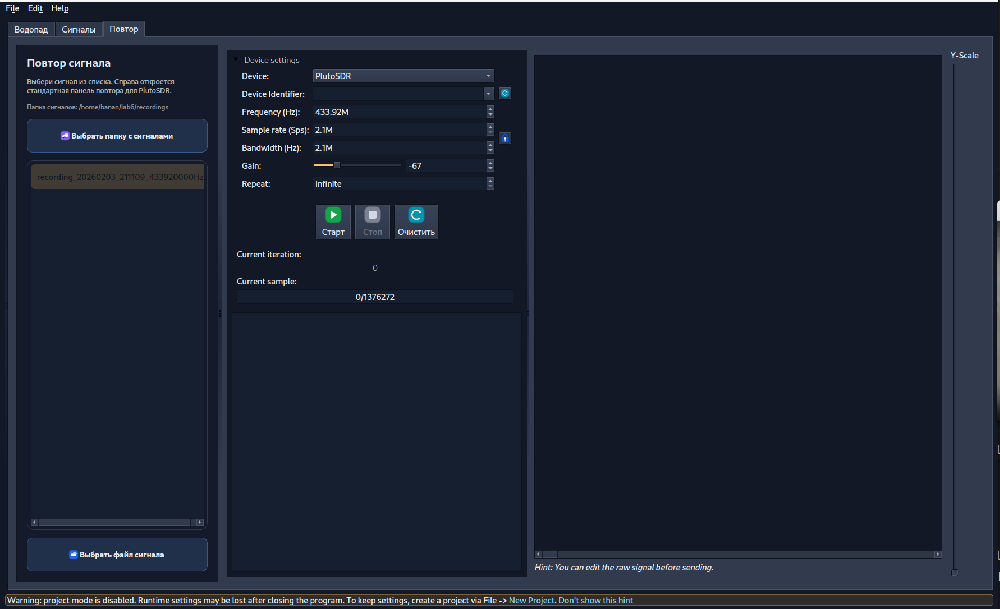 File Edit Help
Водопад Сигналы Повтор
Повтор сигнала
Выбери сигнал из списка. Справа откроется
стандартная панель повтора для PlutoSDR.
Папка сигналов: /home/banan/lab6/recordings
Выбрать папку с сигналами
recording_20260203_211109_433920000Hz
Выбрать файл сигнала
Device settings
Device: PlutoSDR
Device Identifier:
Frequency (Hz): 433.92M
Sample rate (Sps): 2.1M
Bandwidth (Hz): 2.1M
Gain: -67
Repeat: Infinite
Старт Стоп Очистить
Current iteration:
0
Current sample:
0/1376272
Y-Scale
Hint: You can edit the raw signal before sending.
Warning: project mode is disabled. Runtime settings may be lost after closing the program. To keep settings, create a project via File -> New Project. Don't show this hint